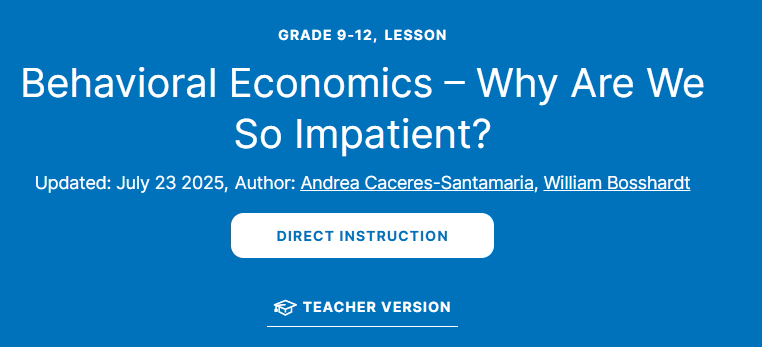 GRADE 9-12, LESSON
Behavioral Economics – Why Are We
So Impatient?
Updated: July 23 2025, Author: Andrea Caceres-Santamaria, William Bosshardt
DIRECT INSTRUCTION
TEACHER VERSION